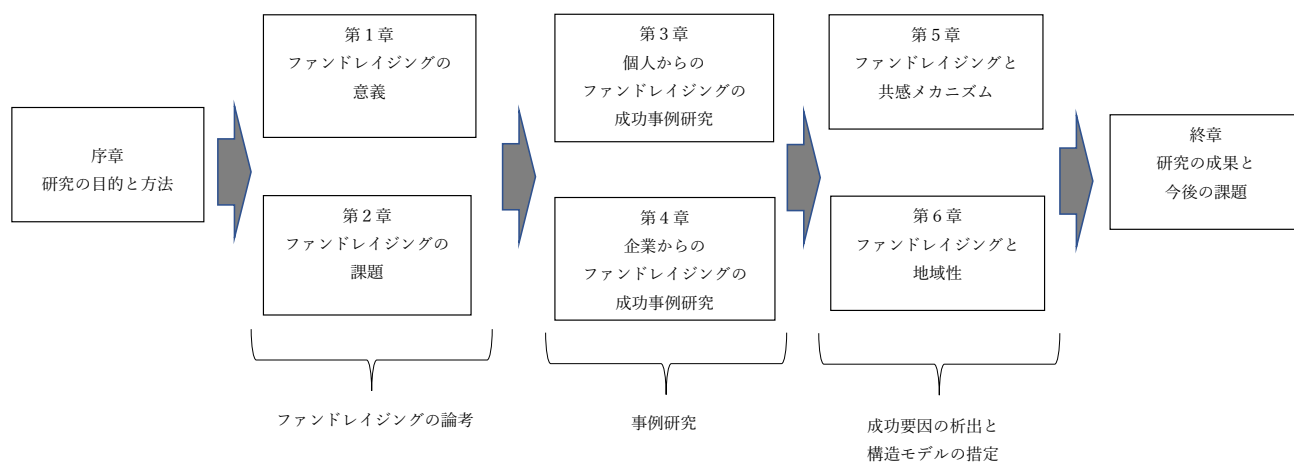 序章
研究の目的と方法
第１章
ファンドレイジングの
意義
第２章
ファンドレイジングの
課題
ファンドレイジングの論考
第３章
個人からの
ファンドレイジングの
成功事例研究
第４章
企業からの
ファンドレイジングの
成功事例研究
事例研究
第５章
ファンドレイジングと
共感メカニズム
第６章
ファンドレイジングと
地域性
成功要因の析出と
構造モデルの措定
終章
研究の成果と
今後の課題